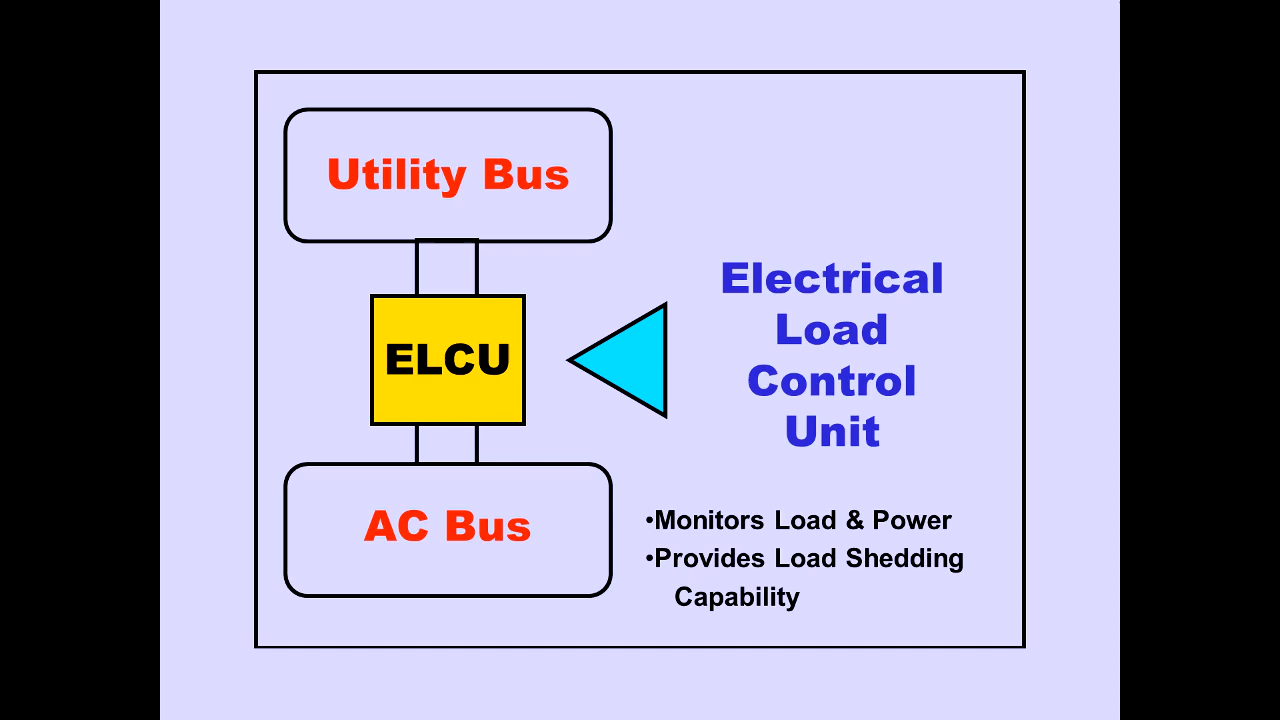 Utility Bus
ELCU
AC Bus
Electrical
Load
Control
Unit
•Monitors Load & Power
•Provides Load Shedding
Capability